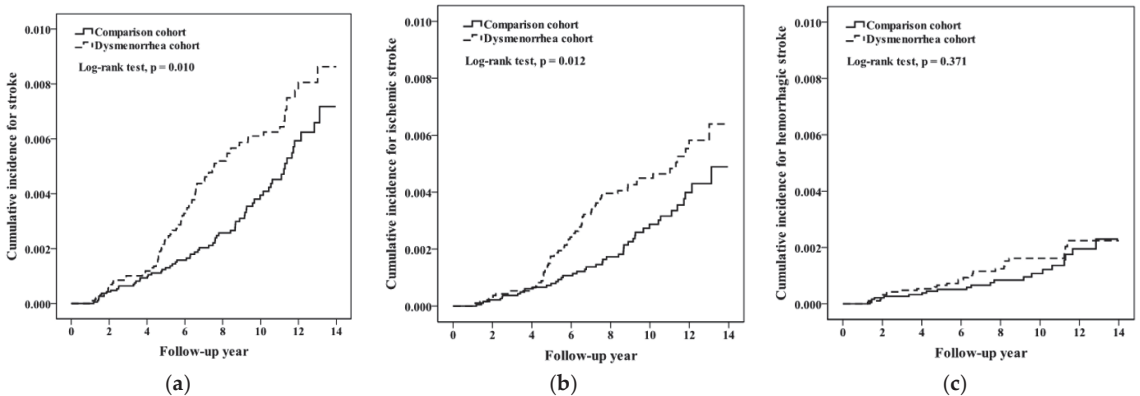 Cumulative incidence for stroke
0.010
0.008
0.006
0.004
0.002
0.000
Comparison cohort
Dysmenorrhea cohort
Log-rank test, p = 0.010
0 2 4 6 8 10 12 14
Follow-up year
(a)
Cumulative incidence for ischemic stroke
0.010
0.008
0.006
0.004
0.002
0.000
Comparison cohort
Dysmenorrhea cohort
Log-rank test, p = 0.012
0 2 4 6 8 10 12 14
Follow-up year
(b)
Cumulative incidence for hemorrhagic stroke
0.010
0.008
0.006
0.004
0.002
0.000
Comparison cohort
Dysmenorrhea cohort
Log-rank test, p = 0.371
0 2 4 6 8 10 12 14
Follow-up year
(c)